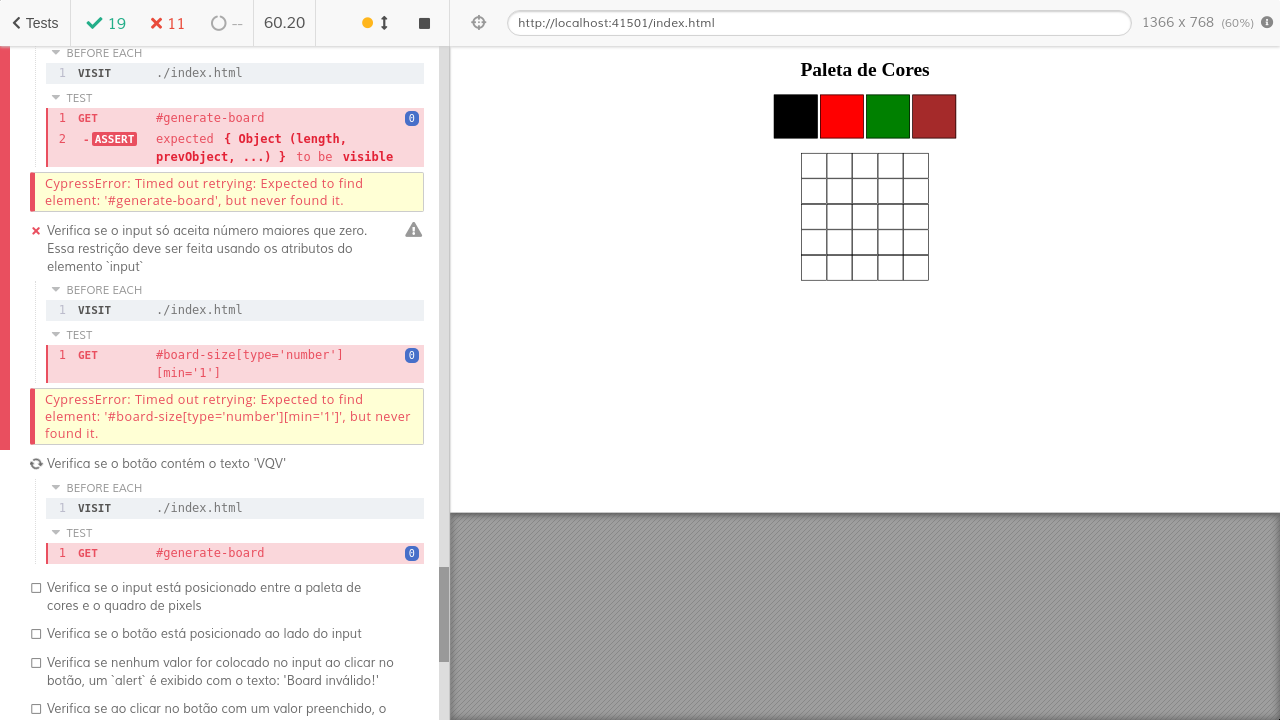 Tests 19 11 -- 60.20
http://localhost:41501/index.html 1366 x 768 (60%)
BEFORE EACH
1 VISIT ./index.html
TEST
1 GET #generate-board 0
2 -ASSERT expected { Object (length,
prevObject, ...) } to be visible
CypressError: Timed out retrying: Expected to find
element: '#generate-board', but never found it.
Verifica se o input só aceita número maiores que zero.
Essa restrição deve ser feita usando os atributos do
elemento `input`
BEFORE EACH
1 VISIT ./index.html
TEST
1 GET #board-size[type='number'] 0
[min='1']
CypressError: Timed out retrying: Expected to find
element: '#board-size[type='number'][min='1']', but never
found it.
Verifica se o botão contém o texto 'VQV'
BEFORE EACH
1 VISIT ./index.html
TEST
1 GET #generate-board 0
Verifica se o input está posicionado entre a paleta de
cores e o quadro de pixels
Verifica se o botão está posicionado ao lado do input
Verifica se nenhum valor for colocado no input ao clicar no
botão, um `alert` é exibido com o texto: 'Board inválido!'
Verifica se ao clicar no botão com um valor preenchido, o
Paleta de Cores